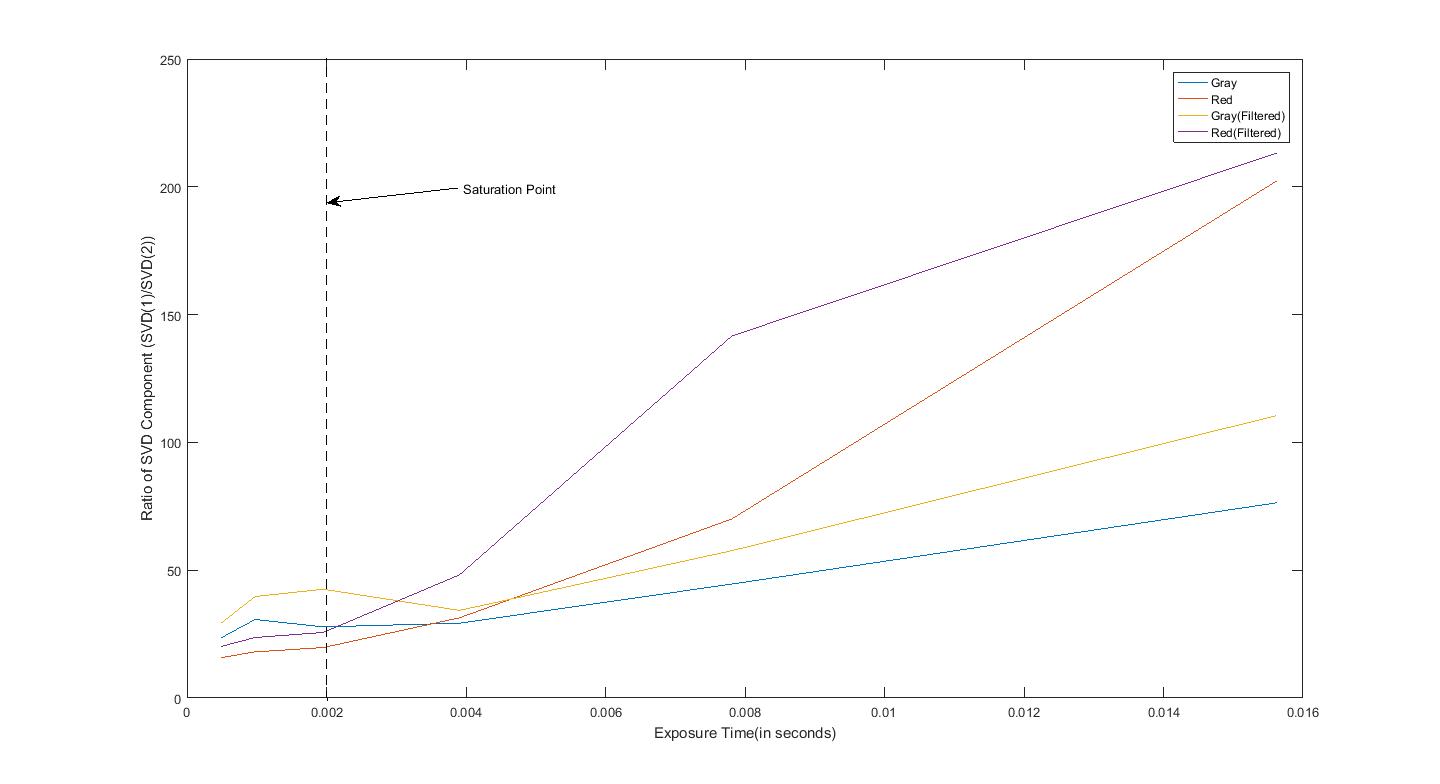 250
200
150
100
50
0
Ratio of SVD Component (SVD(1)/SVD(2))
Saturation Point
Gray
Red
Gray(Filtered)
Red(Filtered)
0 0.002 0.004 0.006 0.008 0.01 0.012 0.014 0.016
Exposure Time(in seconds)